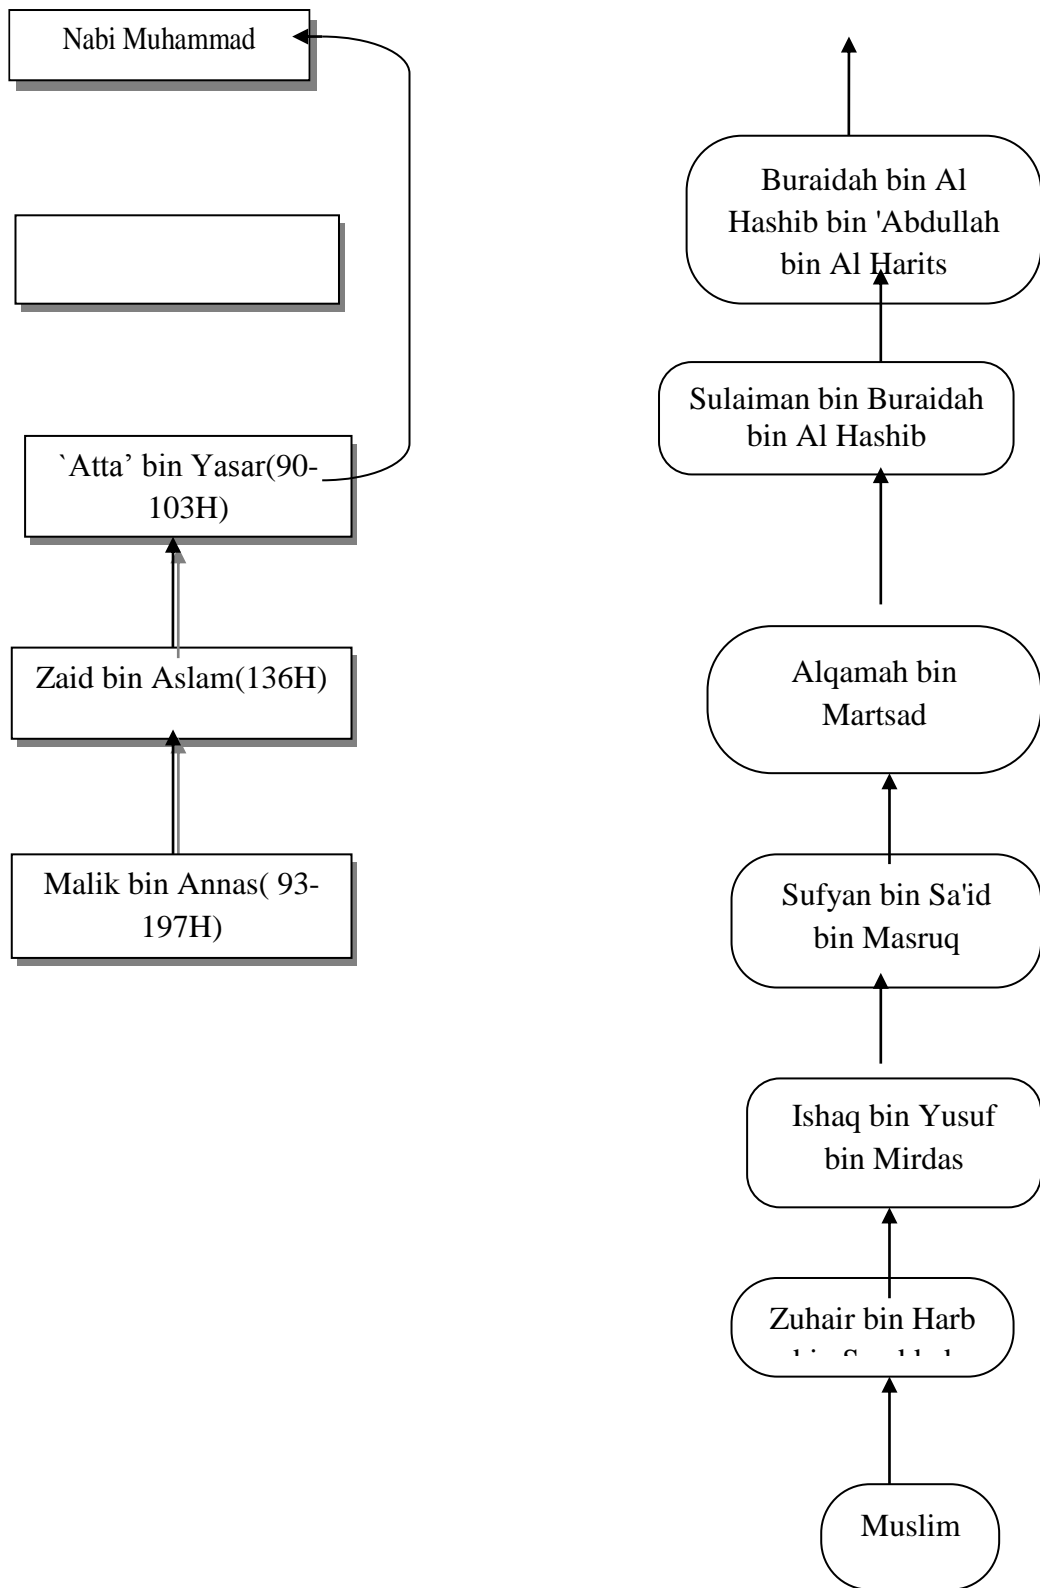 Nabi Muhammad
`Atta’ bin Yasar(90-
103H)
Zaid bin Aslam(136H)
Malik bin Annas( 93-
197H)
Buraidah bin Al
Hashib bin 'Abdullah
bin Al Harits
Sulaiman bin Buraidah
bin Al Hashib
Alqamah bin
Martsad
Sufyan bin Sa'id
bin Masruq
Ishaq bin Yusuf
bin Mirdas
Zuhair bin Harb
bin
Muslim